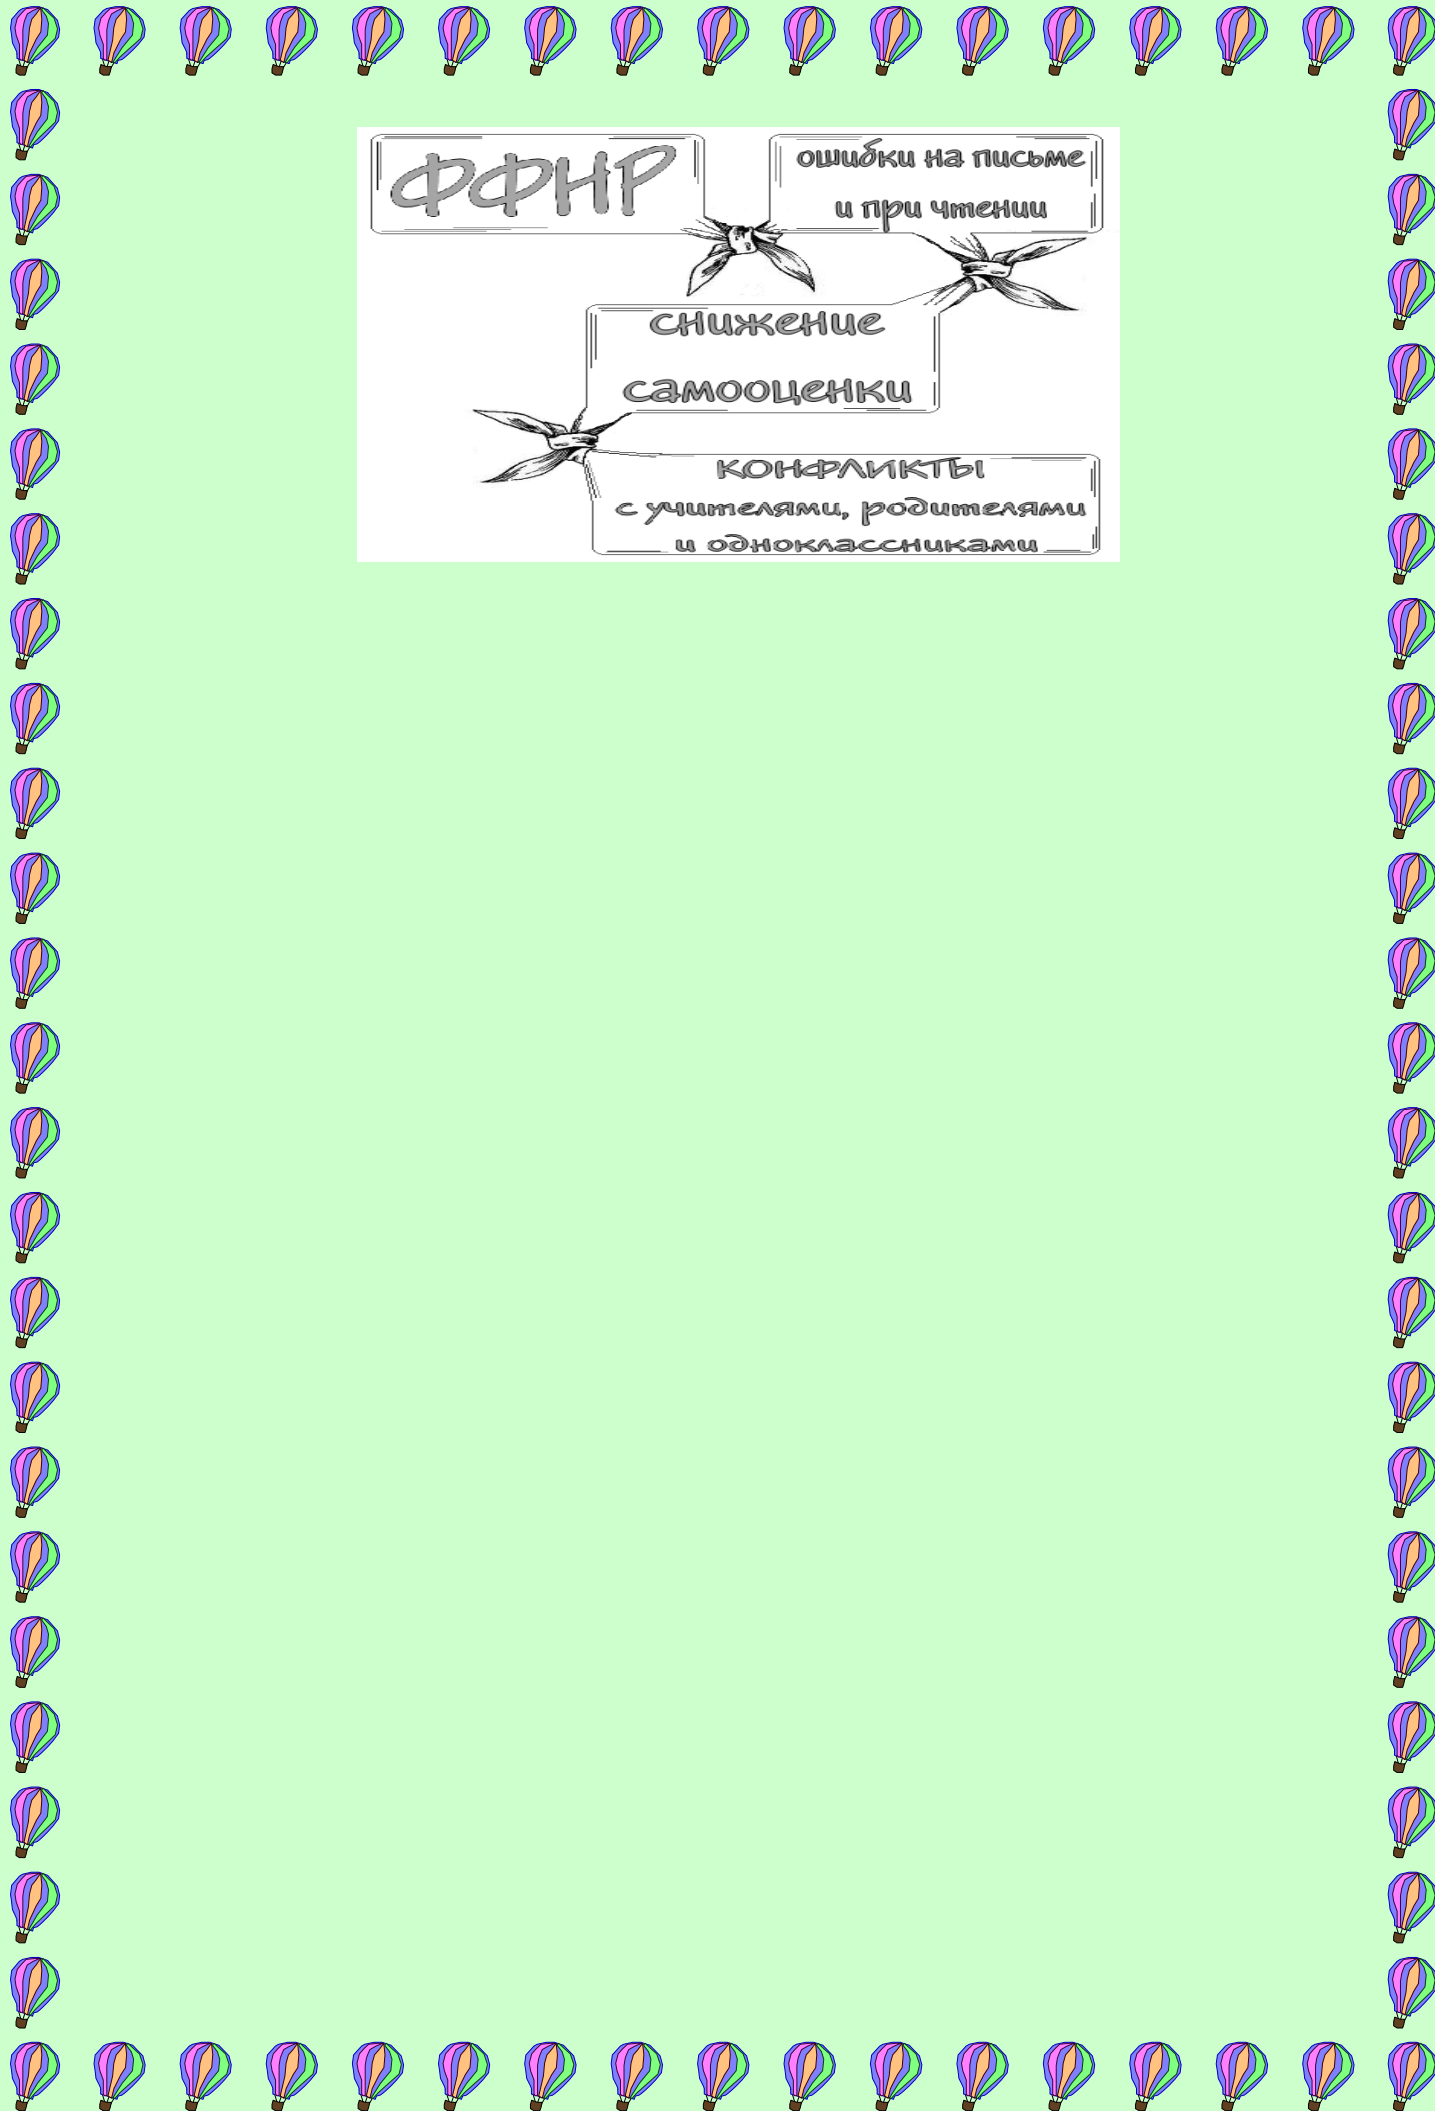 ФФНР
ошибки на письме
и при чтении
снижение
самооценки
КОНФЛИКТЫ
с учителями, родителями
и одноклассниками